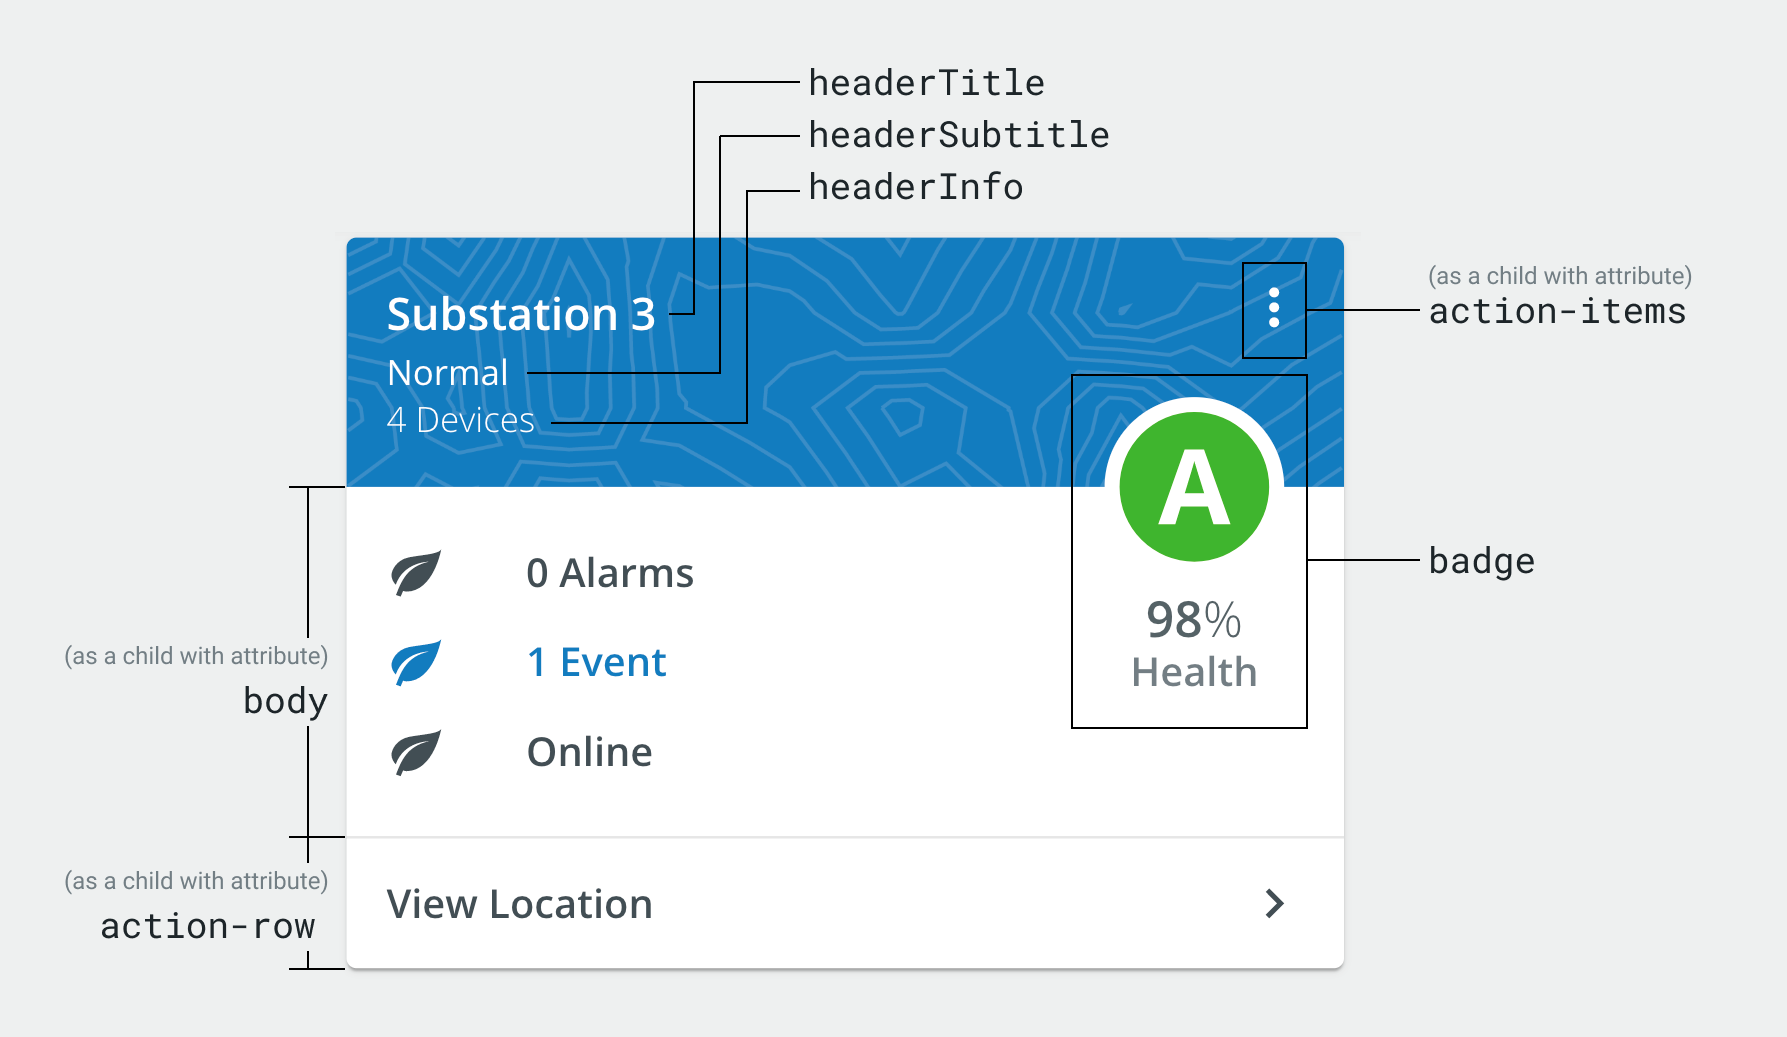 headerTitle
headerSubtitle
headerInfo
(as a child with attribute)
action-items
Substation 3
Normal
4 Devices
A
98%
Health
badge
0 Alarms
1 Event
Online
(as a child with attribute)
body
(as a child with attribute)
action-row
View Location